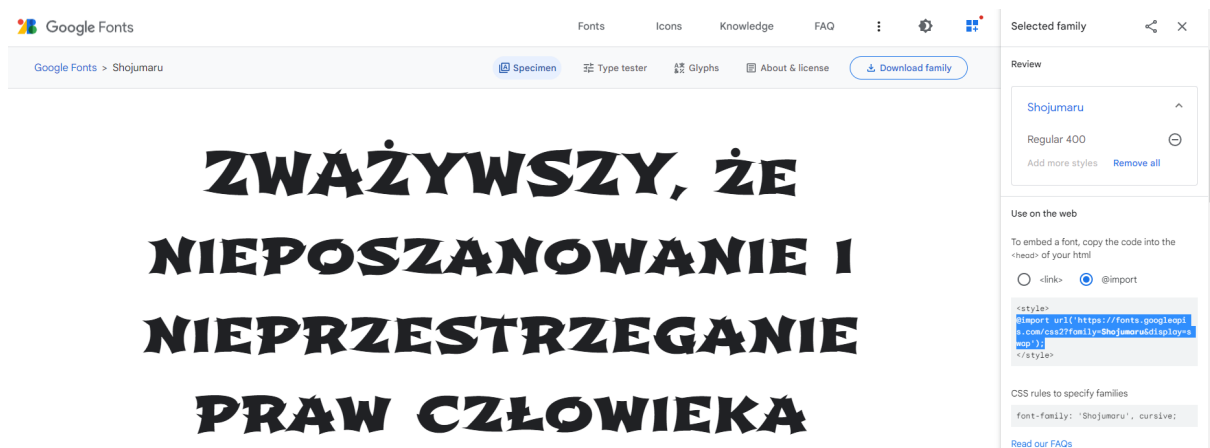 Google Fonts
Fonts Icons Knowledge FAQ
Google Fonts > Shojumaru
Specimen Type tester Glyphs About & license Download family
ZWAŻYWSZY, ŻE
NIEPOSZANOWANIE I
NIEPRZESTRZEGANIE
PRAW CZŁOWIEKA
Selected family
Review
Shojumaru
Regular 400
Add more styles Remove all
Use on the web
To embed a font, copy the code into the
<head> of your html
<link> @import
<style>
@import url('https://fonts.googleapi
s.com/css2?family=Shojumaru&display=s
wap');
</style>
CSS rules to specify families
font-family: 'Shojumaru', cursive;
Read our FAQs